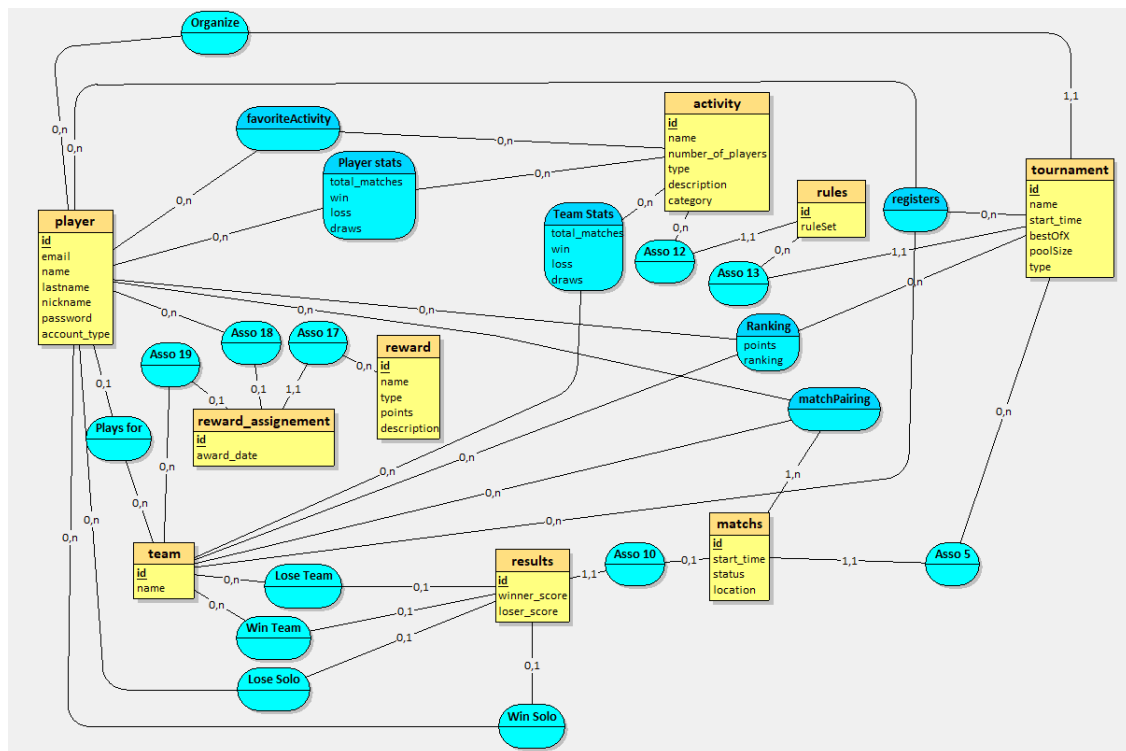 Organize
0,n
0,n
1,1
favoriteActivity
0,n
0,n
Player stats
total_matches
win
loss
draws
0,n
0,n
activity
id
name
number_of_players
type
description
category
tournament
id
name
start_time
bestOfX
poolSize
type
rules
id
ruleSet
registers
0,n
player
id
email
name
lastname
nickname
password
account_type
Team Stats
total_matches
win
loss
draws
0,n
0,n
Asso 12
1,1
0,n
Asso 13
1,1
0,n
0,n
0,n
0,n
Ranking
points
ranking
Asso 18
0,n
0,1
Asso 17
0,n
1,1
reward
id
name
type
points
description
Asso 19
0,1
0,1
Plays for
0,n
0,n
reward_assignement
id
award_date
matchPairing
0,n
0,n
0,n
1,n
0,n
0,n
0,n
0,n
team
id
name
results
id
winner_score
loser_score
matchs
id
start_time
status
location
Asso 10
1,1
0,1
Asso 5
1,1
Lose Team
0,n
0,1
Win Team
0,n
0,1
Lose Solo
0,1
Win Solo
0,1